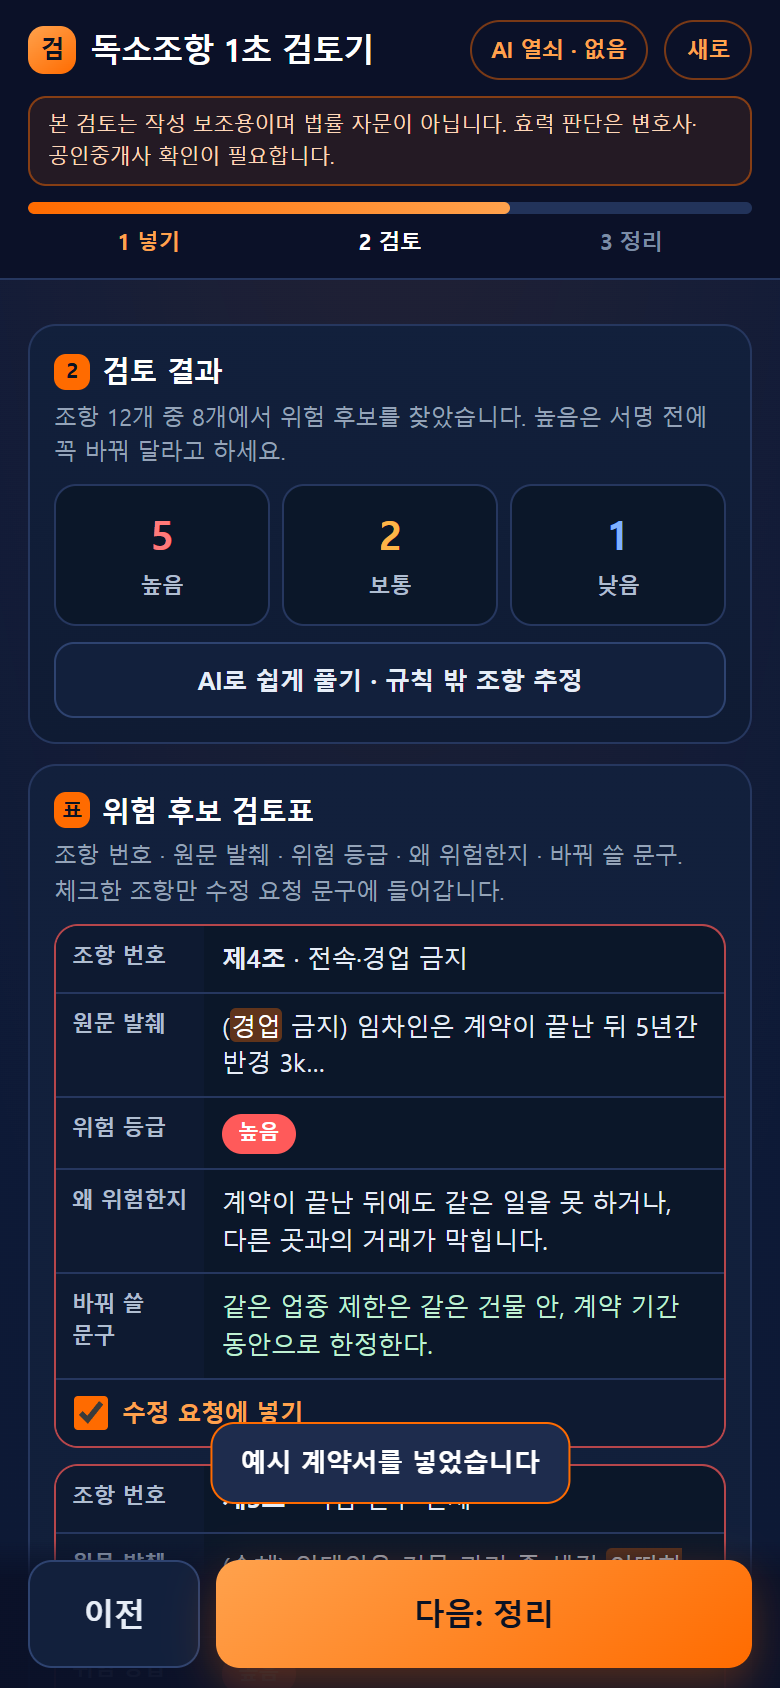 검
독소조항 1초 검토기
AI 열쇠 · 없음
새로
본 검토는 작성 보조용이며 법률 자문이 아닙니다. 효력 판단은 변호사·
공인중개사 확인이 필요합니다.
1 넣기
2 검토
3 정리
2
검토 결과
조항 12개 중 8개에서 위험 후보를 찾았습니다. 높음은 서명 전에
꼭 바꿔 달라고 하세요.
5
높음
2
보통
1
낮음
AI로 쉽게 풀기 · 규칙 밖 조항 추정
표
위험 후보 검토표
조항 번호 · 원문 발췌 · 위험 등급 · 왜 위험한지 · 바꿔 쓸 문구.
체크한 조항만 수정 요청 문구에 들어갑니다.
조항 번호
제4조 · 전속·경업 금지
원문 발췌
(경업 금지) 임차인은 계약이 끝난 뒤 5년간
반경 3k...
위험 등급
높음
왜 위험한지
계약이 끝난 뒤에도 같은 일을 못 하거나,
다른 곳과의 거래가 막힙니다.
바꿔 쓸
문구
같은 업종 제한은 같은 건물 안, 계약 기간
동안으로 한정한다.
수정 요청에 넣기
예시 계약서를 넣었습니다
조항 번호
원문 발췌
이전
다음: 정리
위험 등급